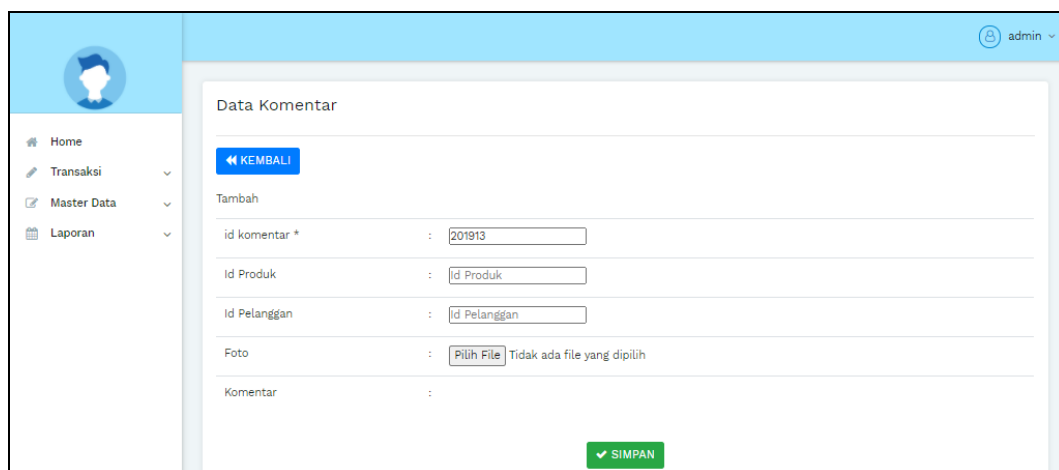 admin
Home
Transaksi
Master Data
Laporan
Data Komentar
KEMBALI
Tambah
id komentar * : 201913
Id Produk : Id Produk
Id Pelanggan : Id Pelanggan
Foto : Pilih File Tidak ada file yang dipilih
Komentar :
SIMPAN